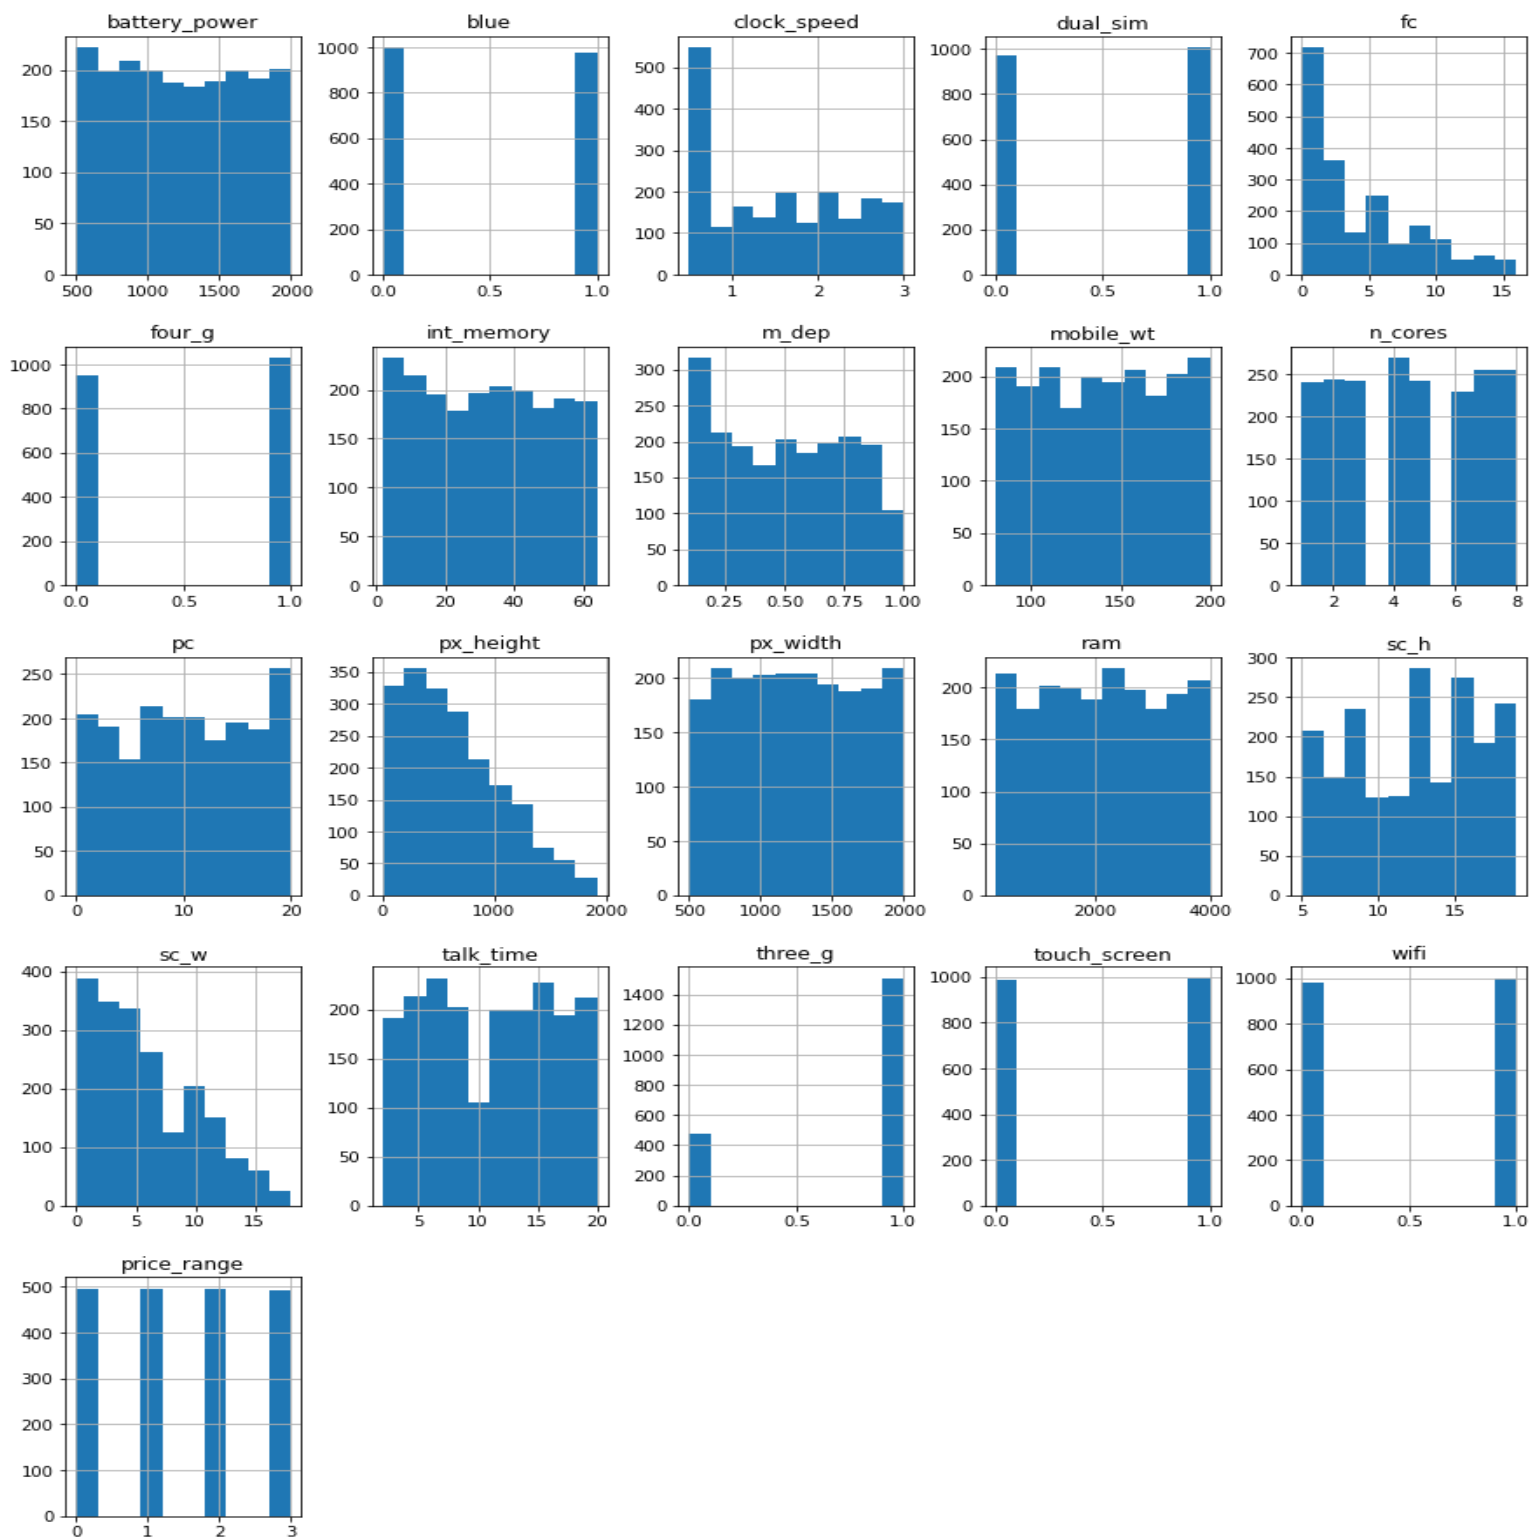 battery_power blue clock_speed dual_sim fc
200 150 100 50 0
500 1000 1500 2000
1000 800 600 400 200 0
0.0 0.5 1.0
500 400 300 200 100 0
1 2 3
1000 800 600 400 200 0
0.0 0.5 1.0
700 600 500 400 300 200 100 0
0 5 10 15
four_g int_memory m_dep mobile_wt n_cores
1000 800 600 400 200 0
0.0 0.5 1.0
200 150 100 50 0
0 20 40 60
300 250 200 150 100 50 0
0.25 0.50 0.75 1.00
200 150 100 50 0
100 150 200
250 200 150 100 50 0
2 4 6 8
pc px_height px_width ram sc_h
250 200 150 100 50 0
0 10 20
350 300 250 200 150 100 50 0
0 1000 2000
200 150 100 50 0
500 1000 1500 2000
200 150 100 50 0
2000 4000
300 250 200 150 100 50 0
5 10 15
sc_w talk_time three_g touch_screen wifi
400 300 200 100 0
0 5 10 15
200 150 100 50 0
5 10 15 20
1400 1200 1000 800 600 400 200 0
0.0 0.5 1.0
1000 800 600 400 200 0
0.0 0.5 1.0
1000 800 600 400 200 0
0.0 0.5 1.0
price_range
500 400 300 200 100 0
0 1 2 3